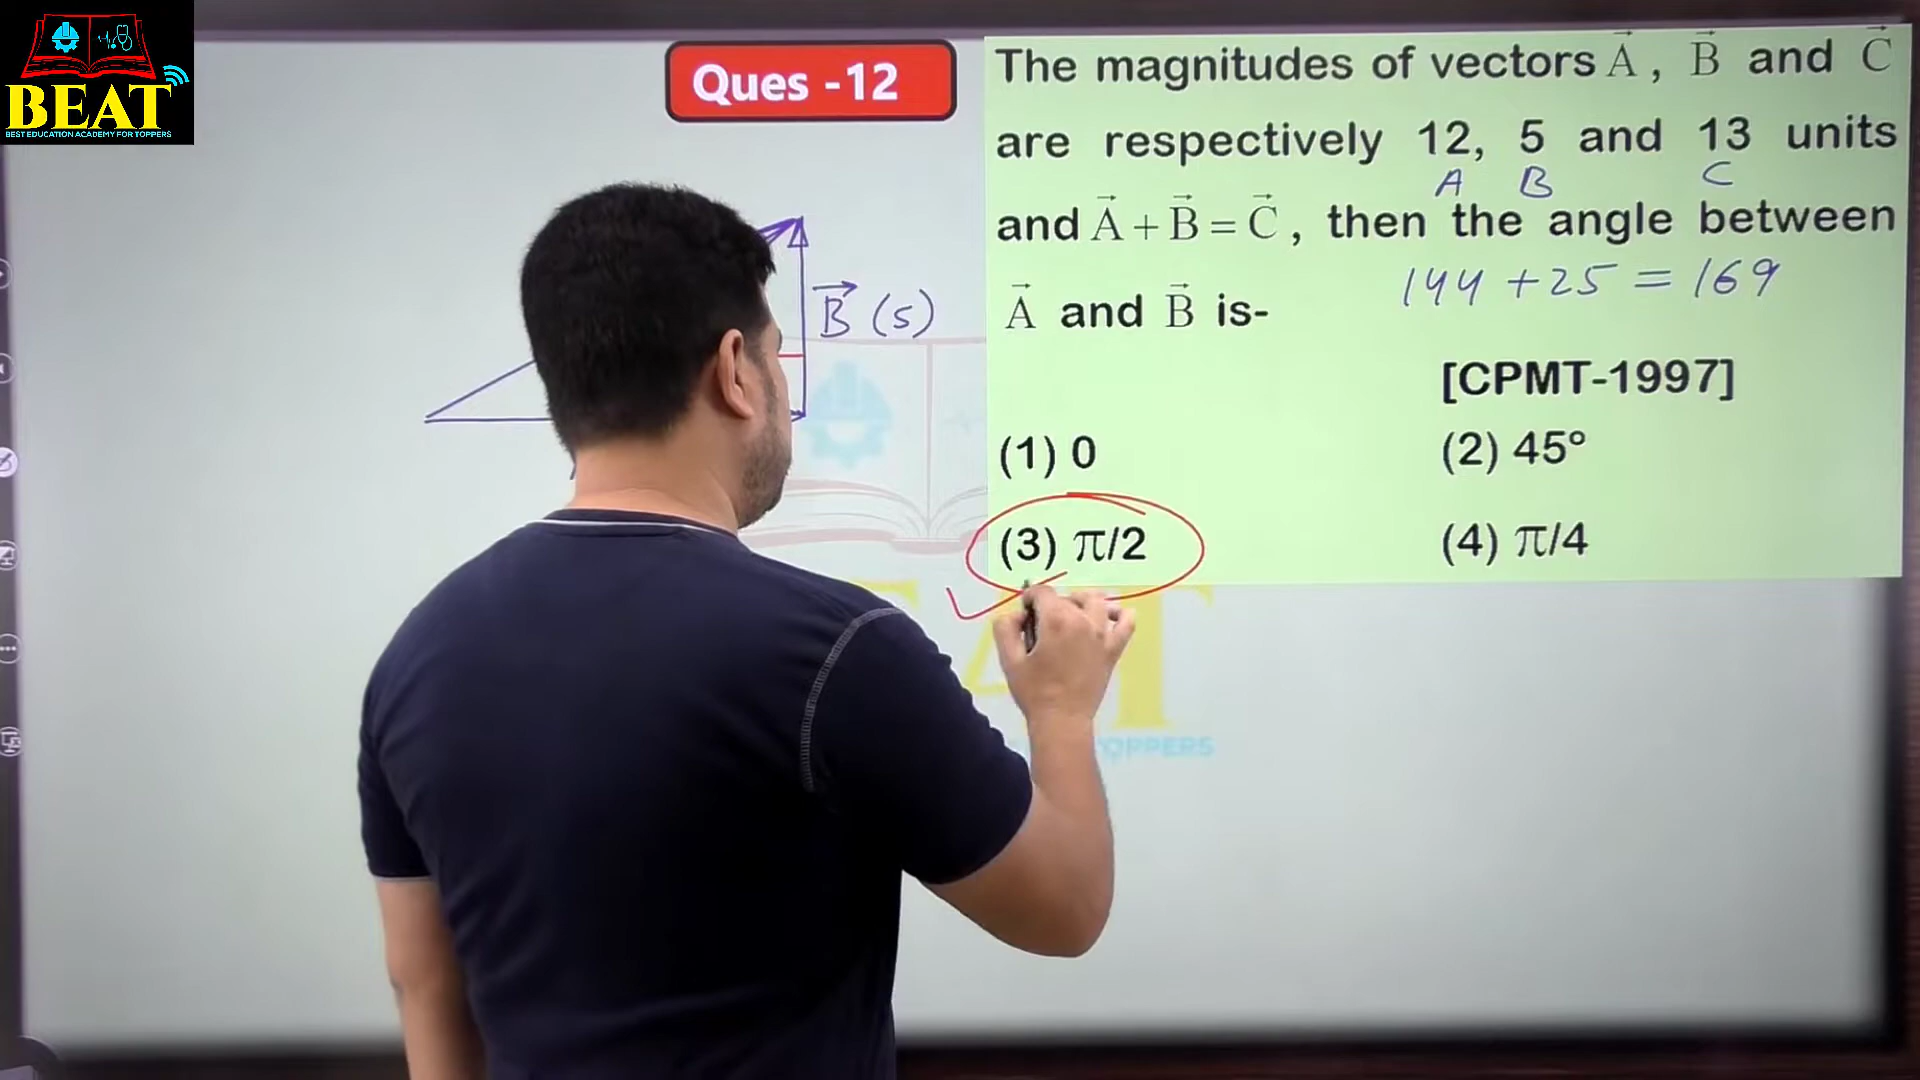 BEAT
BEST EDUCATION ACADEMY FOR TOPPERS
Ques -12
The magnitudes of vectors A⃗ , B⃗ and C⃗
are respectively 12, 5 and 13 units
A B C
and A⃗ + B⃗ = C⃗ , then the angle between
144 + 25 = 169
A⃗ and B⃗ is-
B⃗ (5)
[CPMT-1997]
(1) 0
(2) 45º
(3) π/2
(4) π/4
TOPPERS